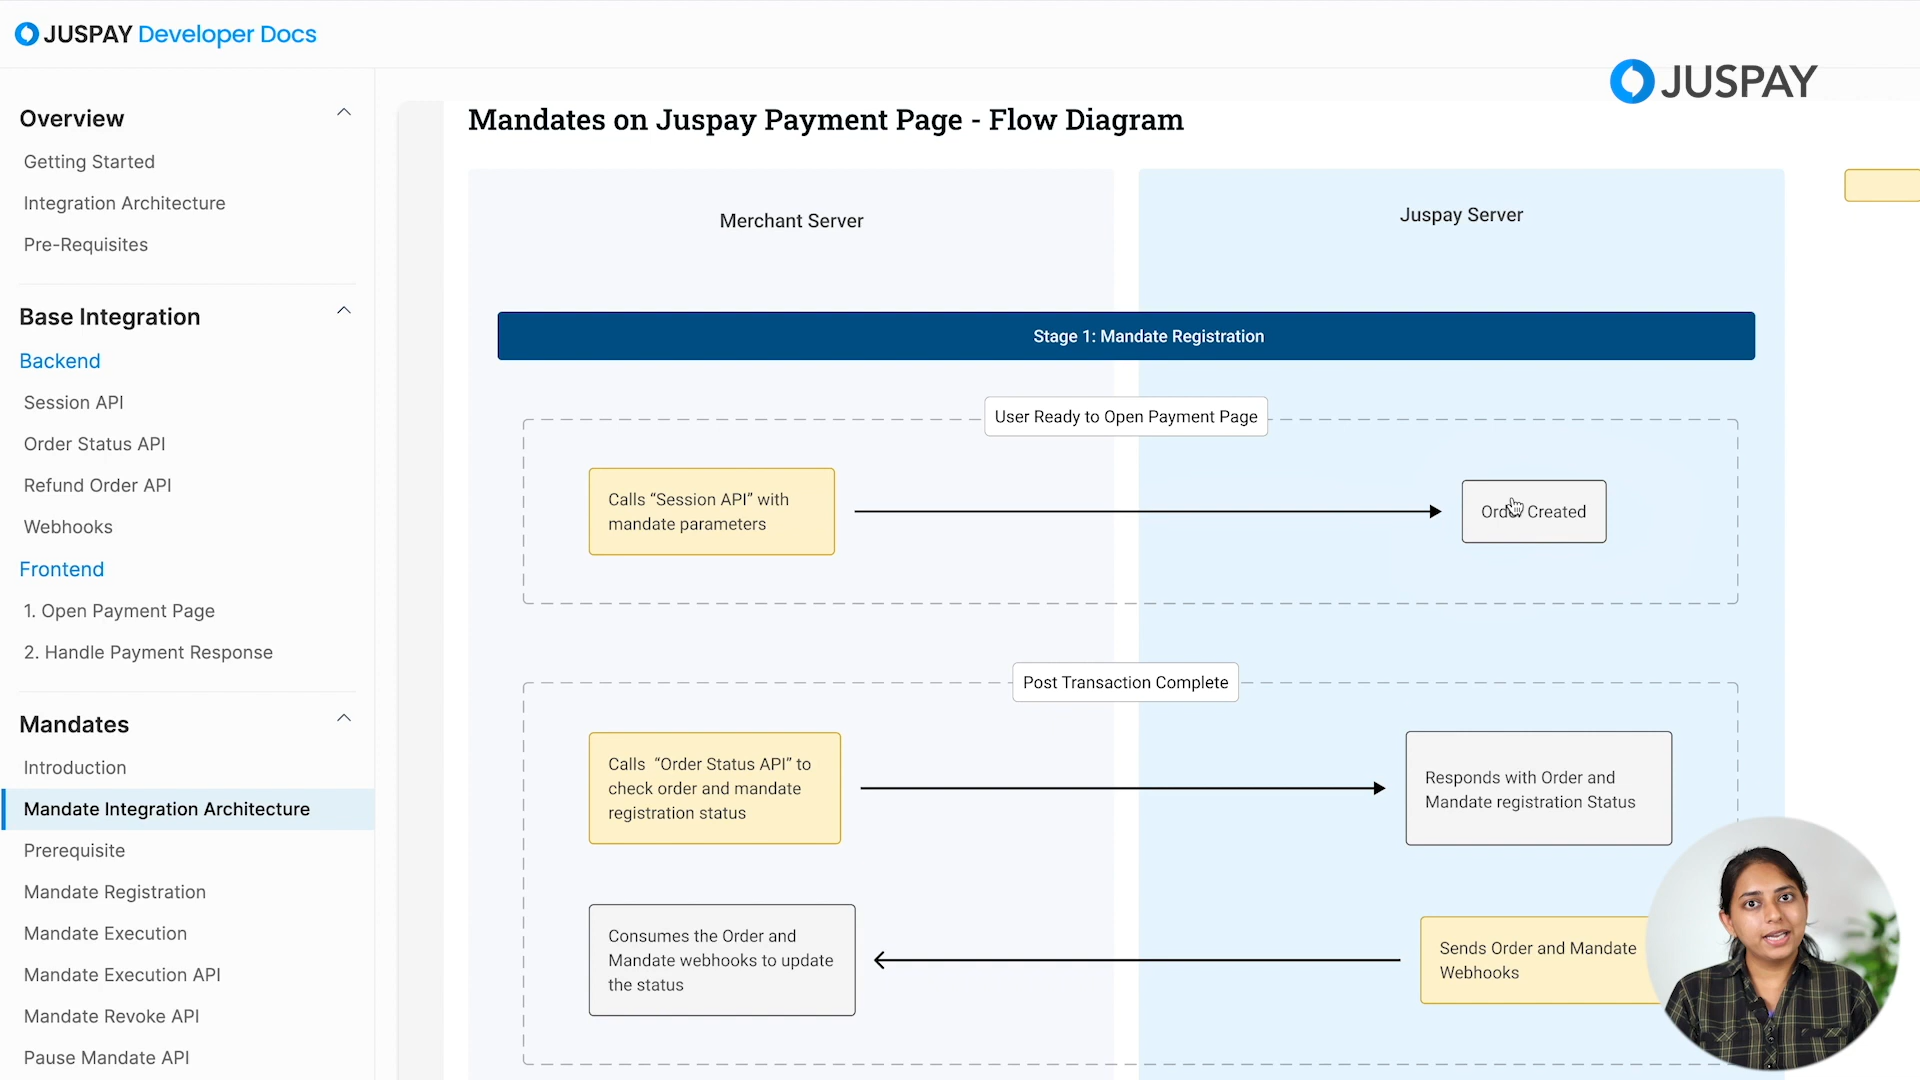 JUSPAY Developer Docs
JUSPAY
Overview
Getting Started
Integration Architecture
Pre-Requisites
Base Integration
Backend
Session API
Order Status API
Refund Order API
Webhooks
Frontend
1. Open Payment Page
2. Handle Payment Response
Mandates
Introduction
Mandate Integration Architecture
Prerequisite
Mandate Registration
Mandate Execution
Mandate Execution API
Mandate Revoke API
Pause Mandate API
Mandates on Juspay Payment Page - Flow Diagram
Merchant Server
Juspay Server
Stage 1: Mandate Registration
User Ready to Open Payment Page
Calls “Session API” with
mandate parameters
Order Created
Post Transaction Complete
Calls “Order Status API” to
check order and mandate
registration status
Responds with Order and
Mandate registration Status
Consumes the Order and
Mandate webhooks to update
the status
Sends Order and Mandate
Webhooks